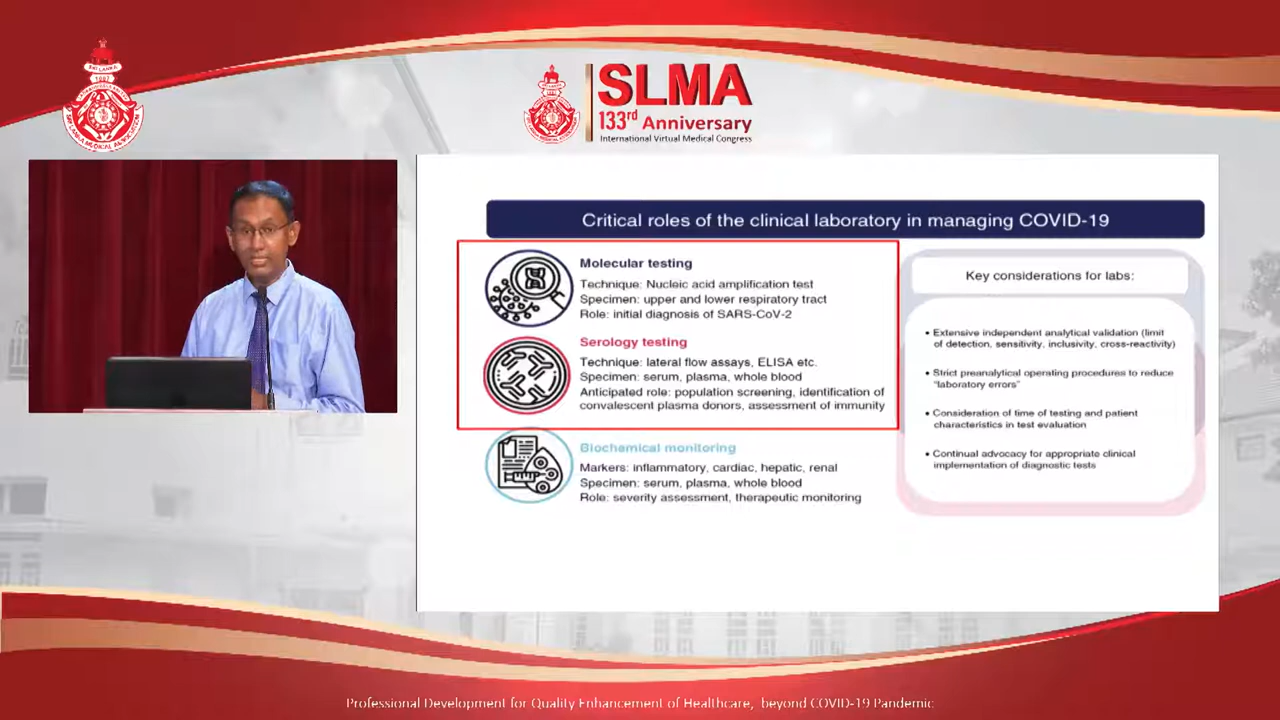 SRI LANKA
1887
SRI LANKA MEDICAL ASSOCIATION
SLMA
133rd Anniversary
International Virtual Medical Congress
Critical roles of the clinical laboratory in managing COVID-19
Molecular testing
Technique: Nucleic acid amplification test
Specimen: upper and lower respiratory tract
Role: initial diagnosis of SARS-CoV-2
Serology testing
Technique: lateral flow assays, ELISA etc.
Specimen: serum, plasma, whole blood
Anticipated role: population screening, identification of
convalescent plasma donors, assessment of immunity
Biochemical monitoring
Markers: inflammatory, cardiac, hepatic, renal
Specimen: serum, plasma, whole blood
Role: severity assessment, therapeutic monitoring
Key considerations for labs:
• Extensive independent analytical validation (limit
of detection, sensitivity, inclusivity, cross-reactivity)
• Strict preanalytical operating procedures to reduce
"laboratory errors"
• Consideration of time of testing and patient
characteristics in test evaluation
• Continual advocacy for appropriate clinical
implementation of diagnostic tests
Professional Development for Quality Enhancement of Healthcare, beyond COVID-19 Pandemic